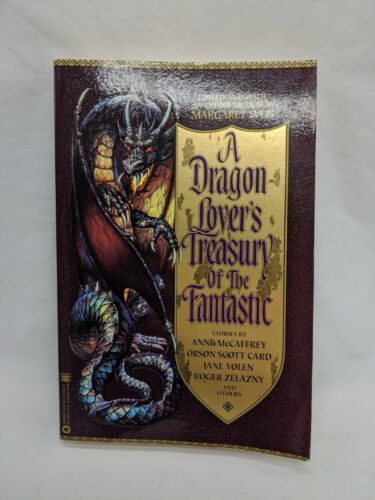 EDITED AND WITH
AN INTRODUCTION BY
MARGARET WEIS
A
Dragon-
Lover's
Treasury
Of The
Fantastic
STORIES BY
ANNE McCAFFREY
ORSON SCOTT CARD
JANE YOLEN
ROGER ZELAZNY
AND
OTHERS